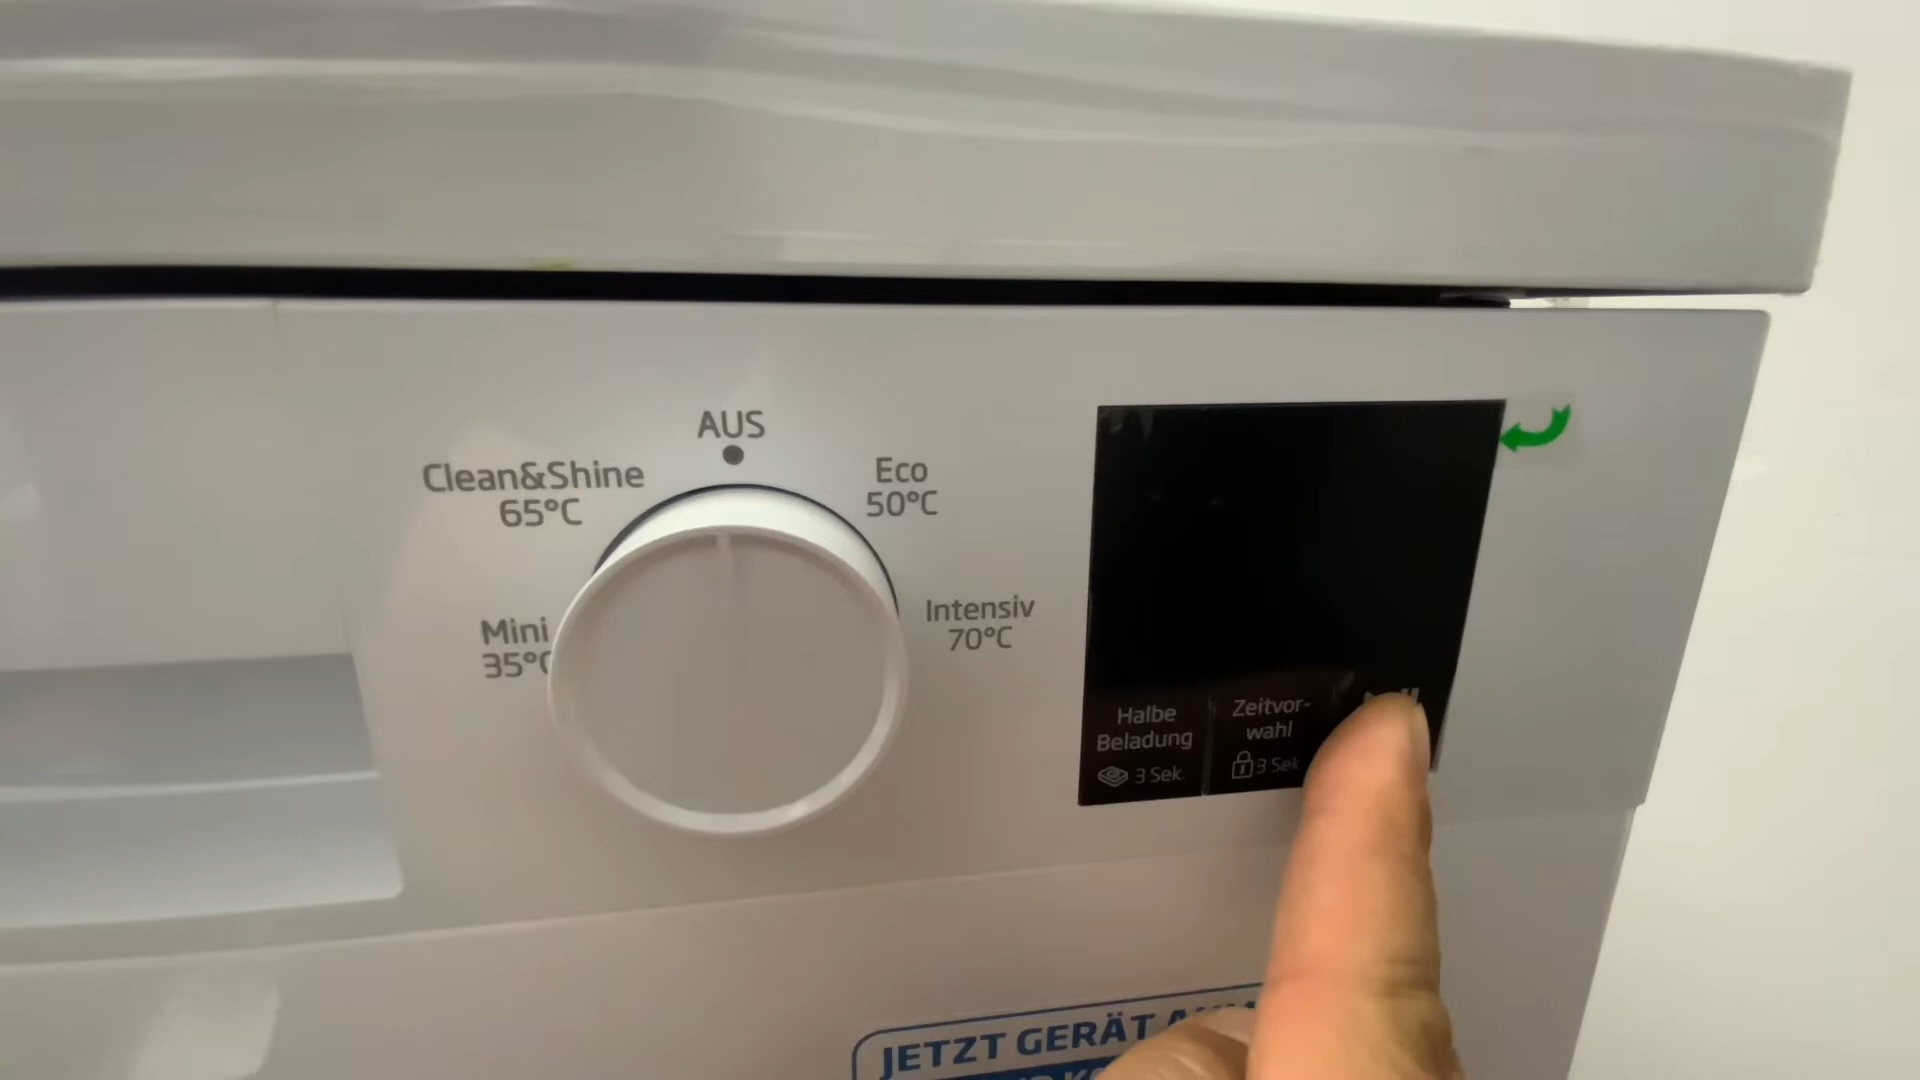 AUS
Clean&Shine
65°C
Eco
50°C
Mini
35°C
Intensiv
70°C
Halbe
Beladung
3 Sek.
Zeitvor-
wahl
3 Sek
JETZT GERÄT